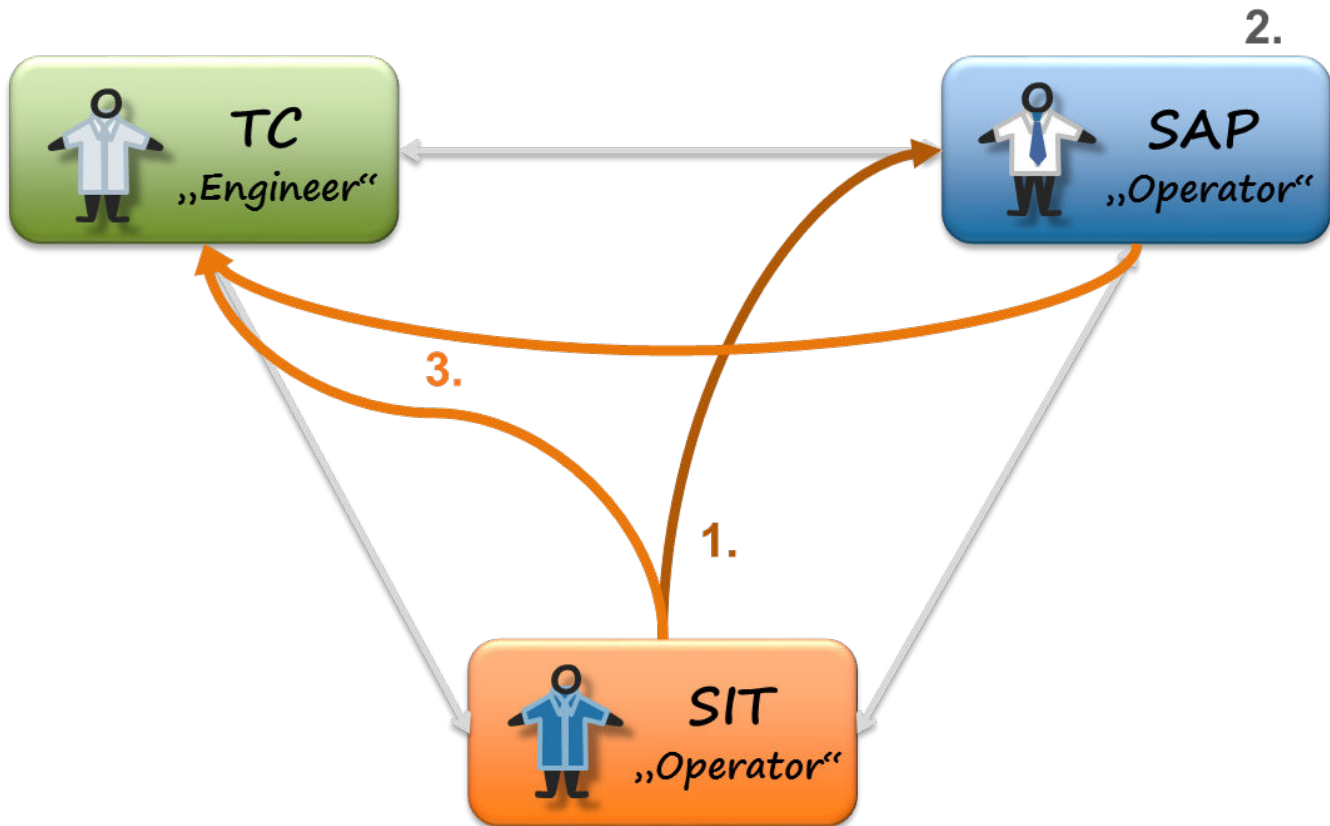 2.
TC
„Engineer“
SAP
„Operator“
3.
1.
SIT
„Operator“